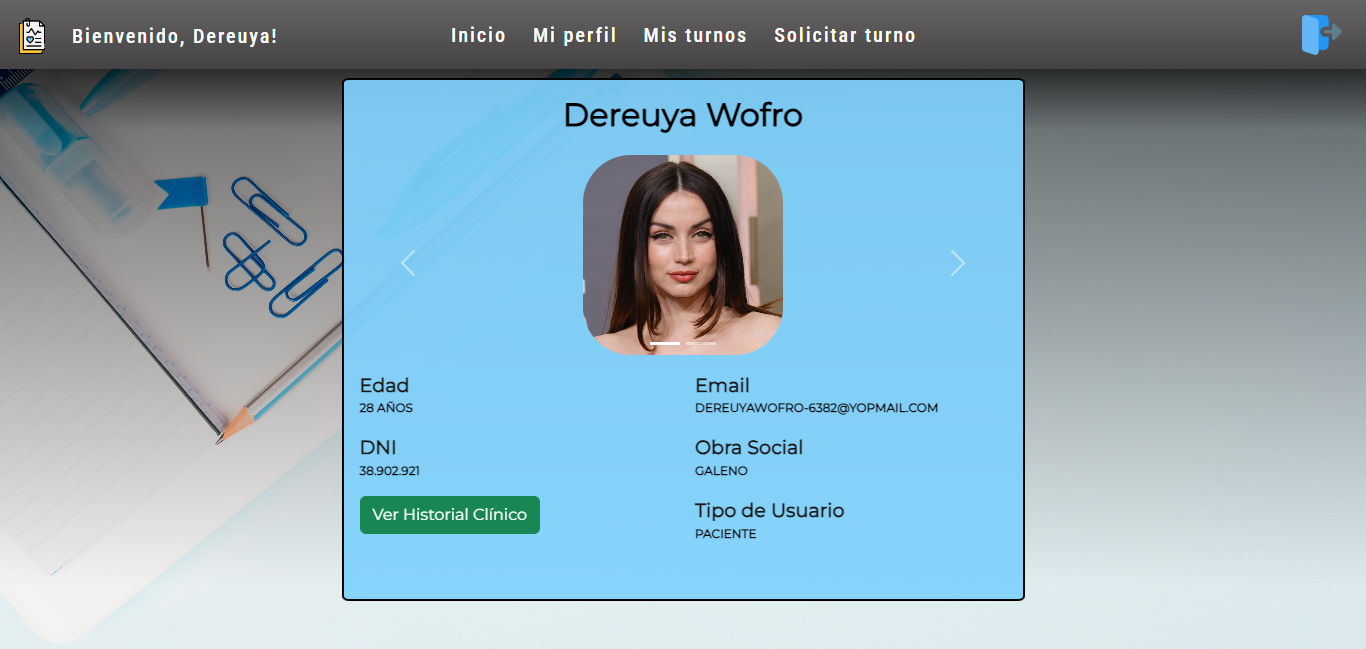 Bienvenido, Dereuya!
Inicio Mi perfil Mis turnos Solicitar turno
Dereuya Wofro
Edad
28 AÑOS
Email
DEREUYAWOFRO-6382@YOPMAIL.COM
DNI
38.902.921
Obra Social
GALENO
Ver Historial Clínico
Tipo de Usuario
PACIENTE